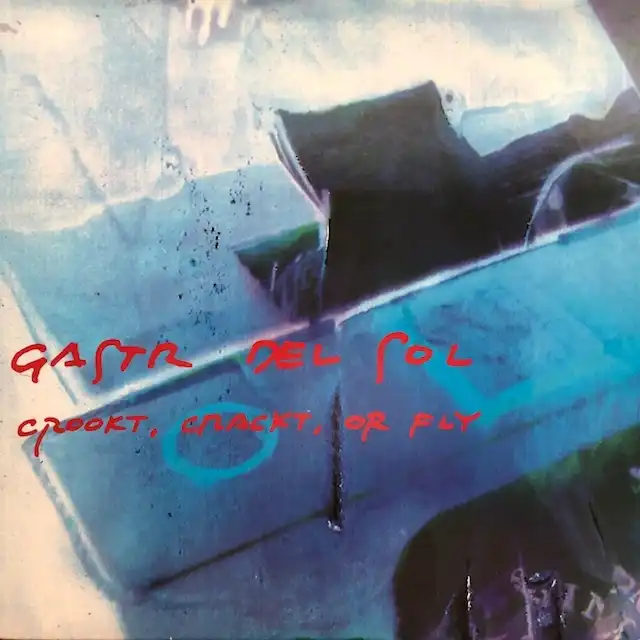 GASTR DEL SOL
CROOKT, CRACKT, OR FLY